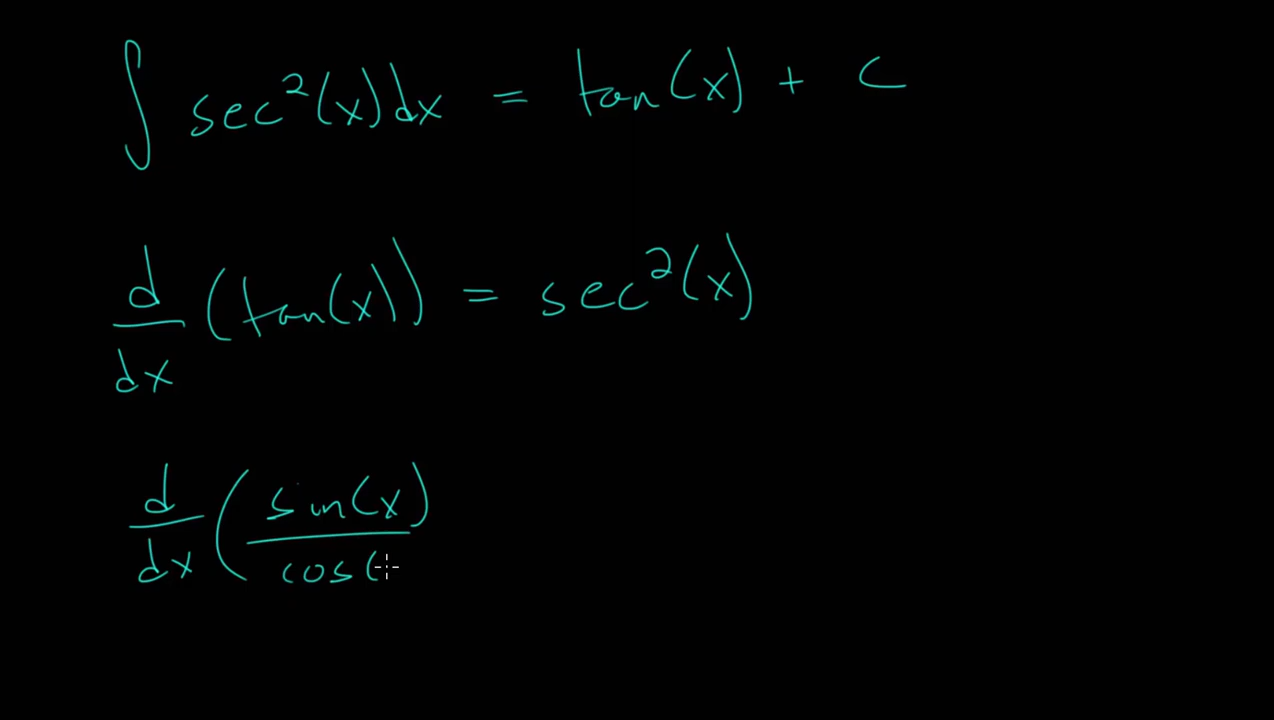 ∫ sec²(x)dx = tan(x) + C
d/dx (tan(x)) = sec²(x)
d/dx (sin(x)/cos(